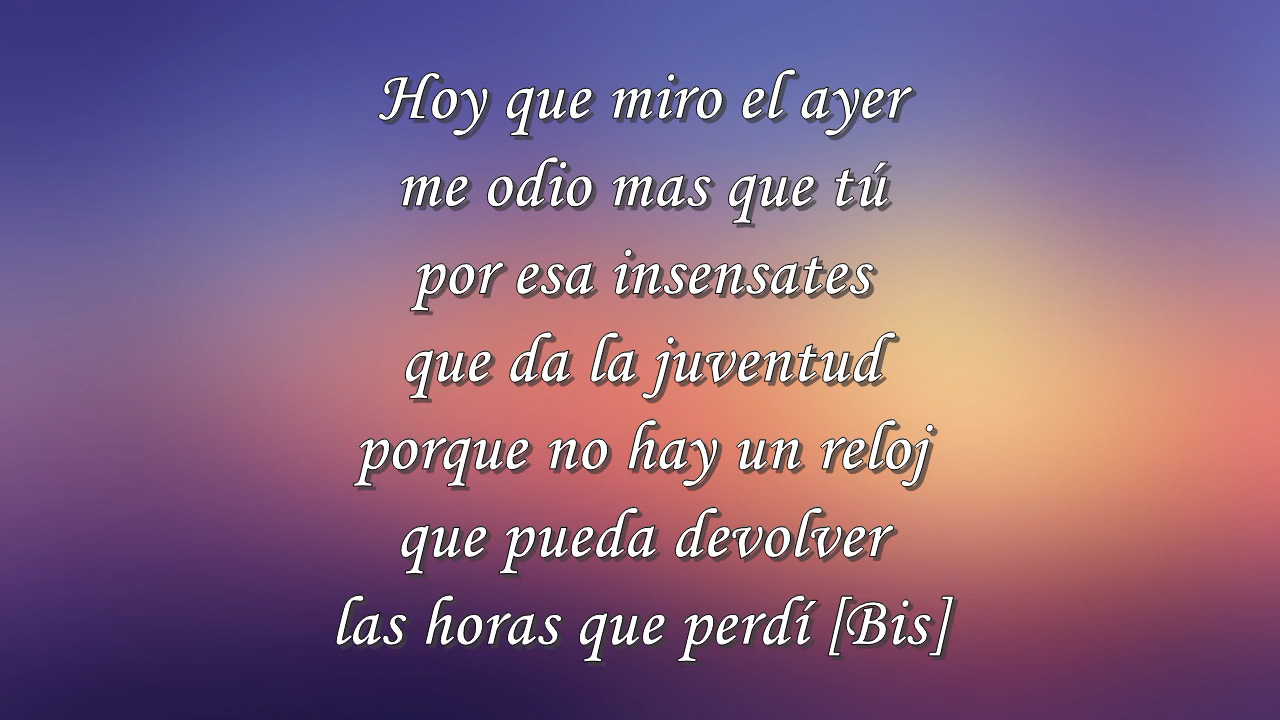 Hoy que miro el ayer
me odio mas que tú
por esa insensates
que da la juventud
porque no hay un reloj
que pueda devolver
las horas que perdí [Bis]